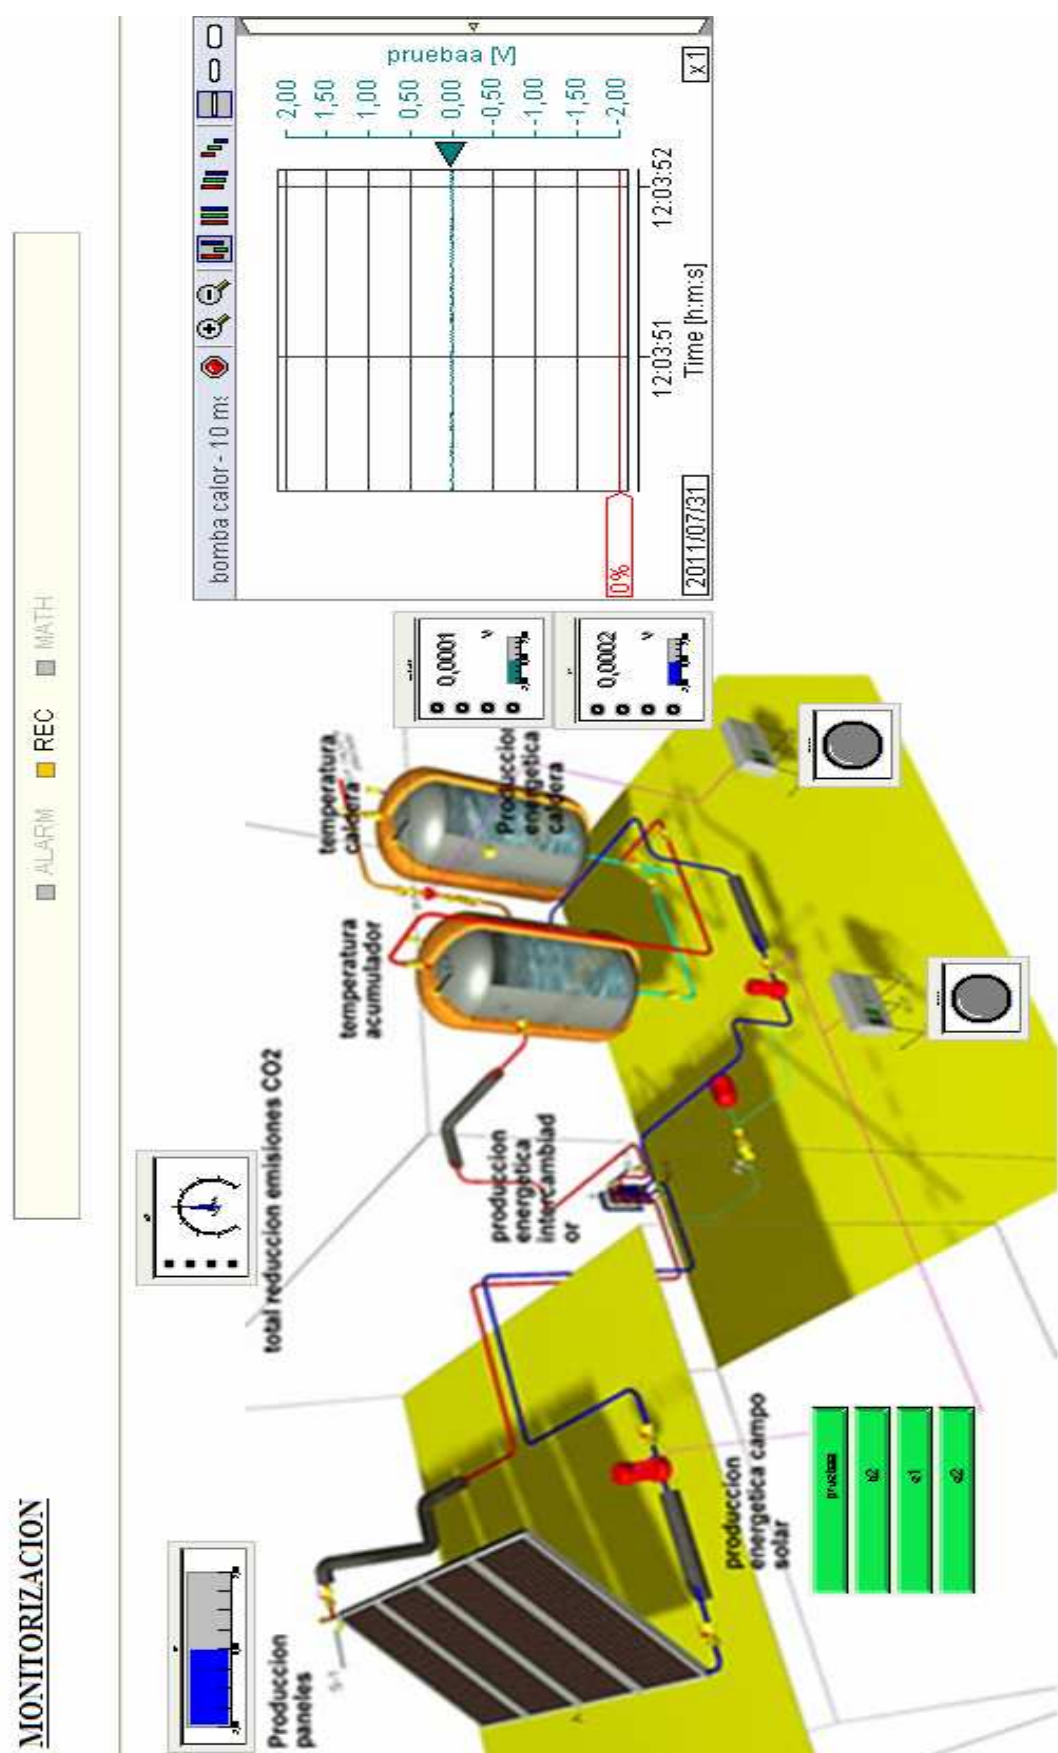 MONITORIZACION
ALARM REC MATH
Produccion
paneles
total reduccion emisiones CO2
produccion
energetica
intercambiad
or
temperatura
acumulador
temperatura
caldera
Produccion
energetica
caldera
0,0001
V
0,0002
V
produccion
energetica campo
solar
pruebaa
b2
bomba calor - 10 ms
pruebaa [V]
2,00
1,50
1,00
0,50
0,00
-0,50
-1,00
-1,50
-2,00
0%
12:03:51
12:03:52
2011/07/31
Time [h:m:s]
x 1